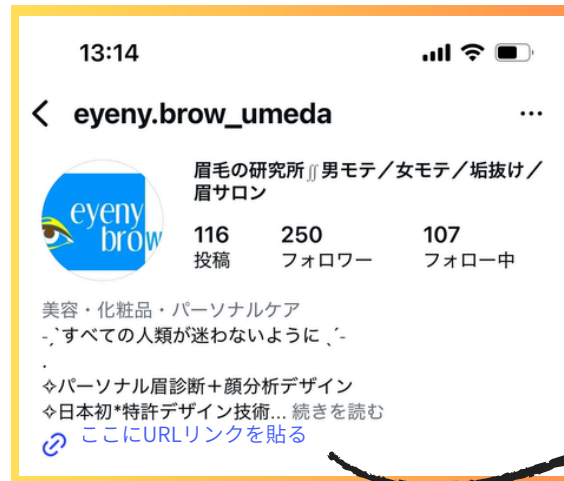 13:14
eyeny.brow_umeda
...
眉毛の研究所∬男モテ／女モテ／垢抜け／
眉サロン
eyeny
brow
116 250 107
投稿 フォロワー フォロー中
美容・化粧品・パーソナルケア
-ˏˋすべての人類が迷わないように ˎˊ-
.
✧パーソナル眉診断＋顔分析デザイン
✧日本初*特許デザイン技術... 続きを読む
ここにURLリンクを貼る